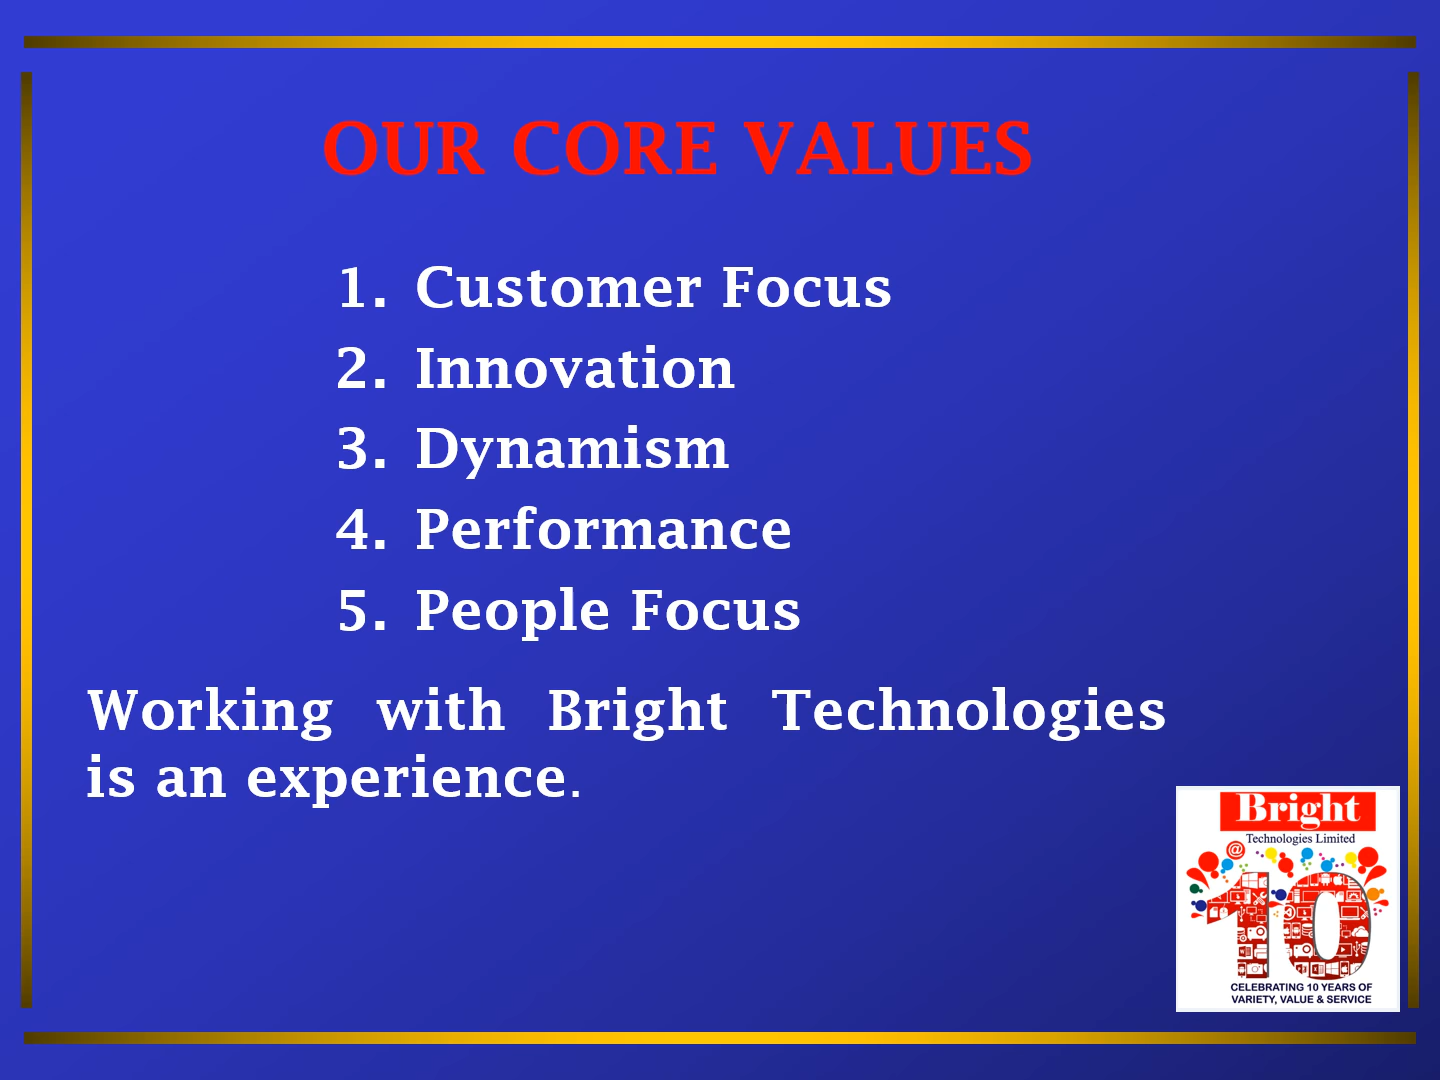 OUR CORE VALUES
1. Customer Focus
2. Innovation
3. Dynamism
4. Performance
5. People Focus
Working with Bright Technologies
is an experience.
Bright
Technologies Limited
@
10
CELEBRATING 10 YEARS OF
VARIETY, VALUE & SERVICE